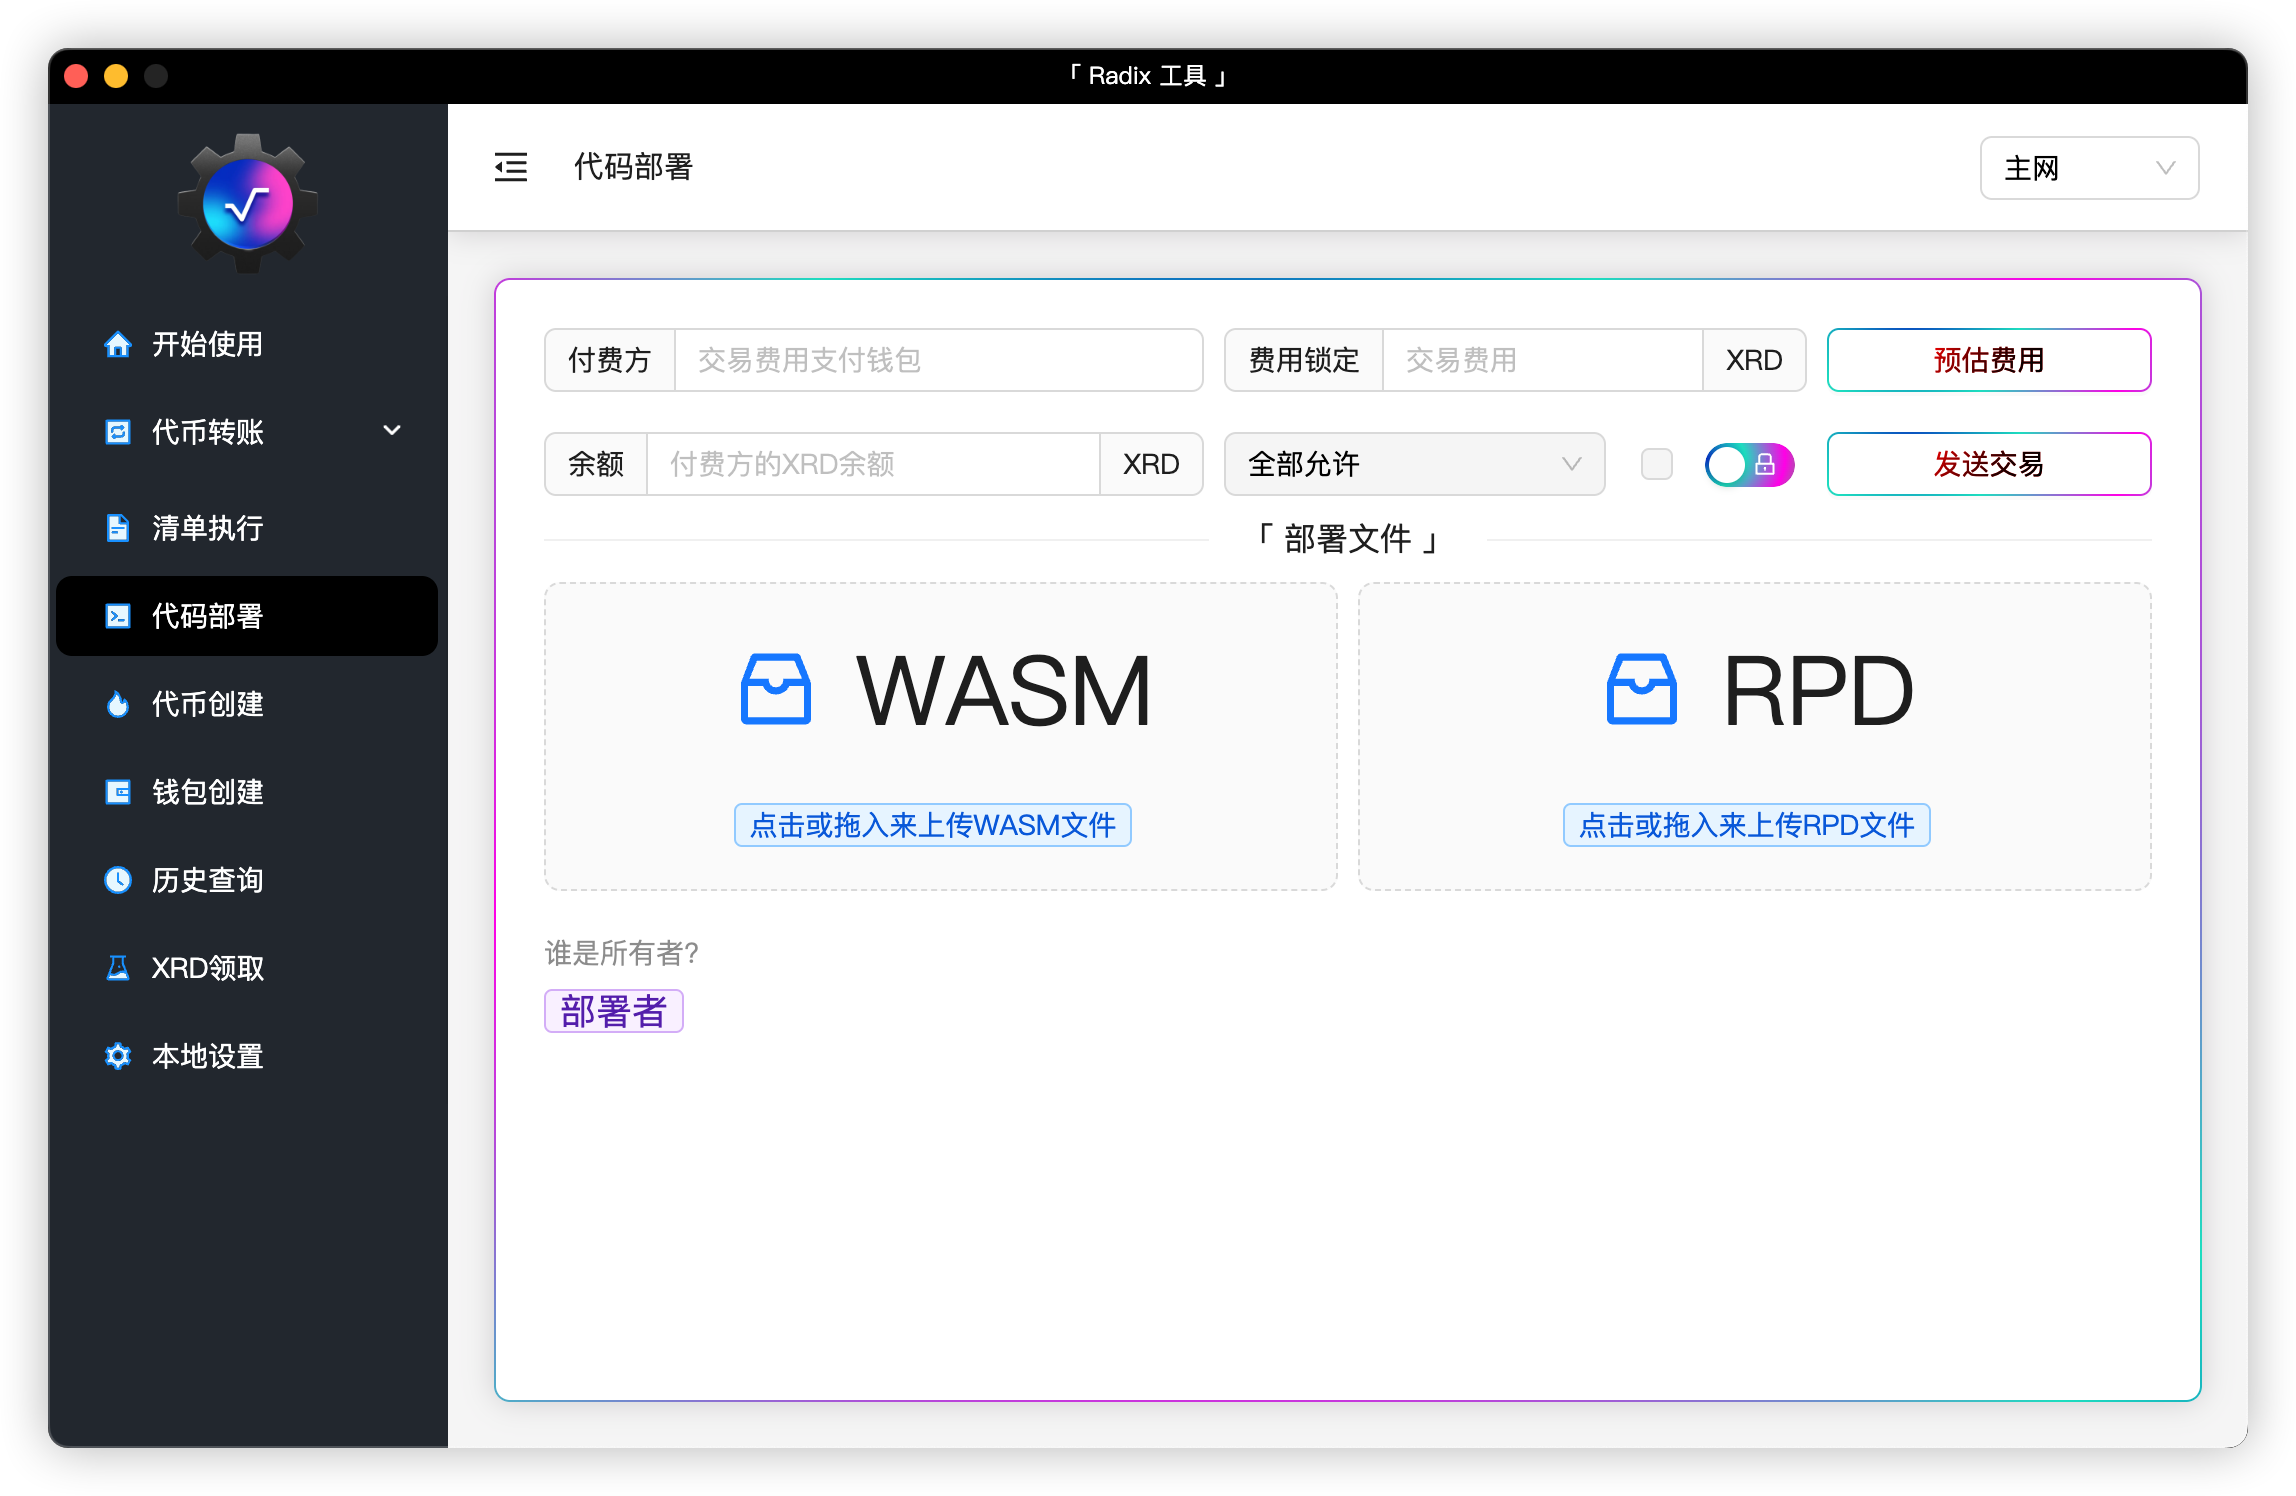 「 Radix 工具 」
代码部署
主网
开始使用
代币转账
清单执行
代码部署
代币创建
钱包创建
历史查询
XRD领取
本地设置
付费方 交易费用支付钱包 费用锁定 交易费用 XRD 预估费用
余额 付费方的XRD余额 XRD 全部允许 发送交易
「 部署文件 」
WASM
点击或拖入来上传WASM文件
RPD
点击或拖入来上传RPD文件
谁是所有者?
部署者